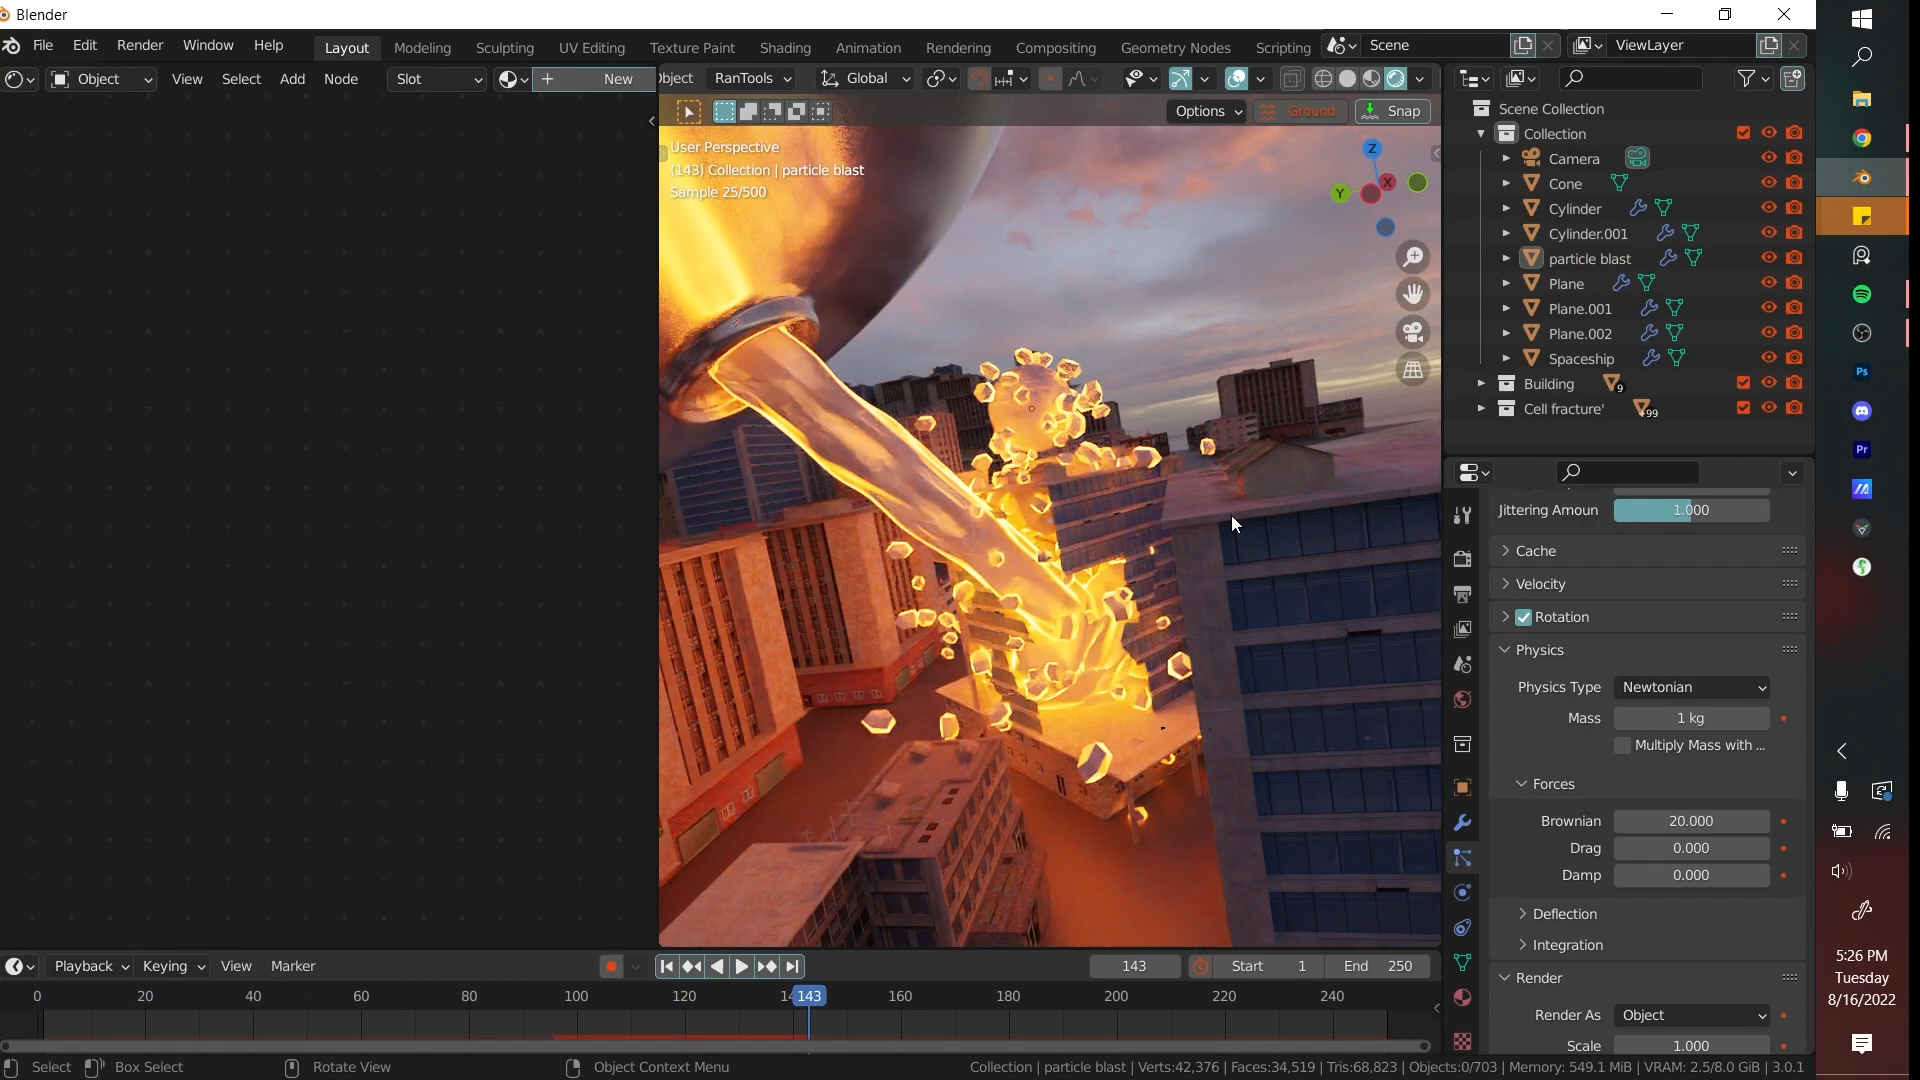 Blender
File Edit Render Window Help Layout Modeling Sculpting UV Editing Texture Paint Shading Animation Rendering Compositing Geometry Nodes Scripting Scene ViewLayer
Object View Select Add Node Slot New
bject RanTools Global
Options Ground Snap
User Perspective
(143) Collection | particle blast
Sample 25/500
Z
Y
X
Scene Collection
Collection
Camera
Cone
Cylinder
Cylinder.001
particle blast
Plane
Plane.001
Plane.002
Spaceship
Building 9
Cell fracture' +99
Jittering Amoun 1.000
Cache
Velocity
Rotation
Physics
Physics Type Newtonian
Mass 1 kg
Multiply Mass with ...
Forces
Brownian 20.000
Drag 0.000
Damp 0.000
Deflection
Integration
Render
Render As Object
Scale 1.000
Playback Keying View Marker 143 Start 1 End 250
0 20 40 60 80 100 120 14 143 160 180 200 220 240
Select Box Select Rotate View Object Context Menu Collection | particle blast | Verts:42,376 | Faces:34,519 | Tris:68,823 | Objects:0/703 | Memory: 549.1 MiB | VRAM: 2.5/8.0 GiB | 3.0.1
Ps
Pr
5:26 PM
Tuesday
8/16/2022